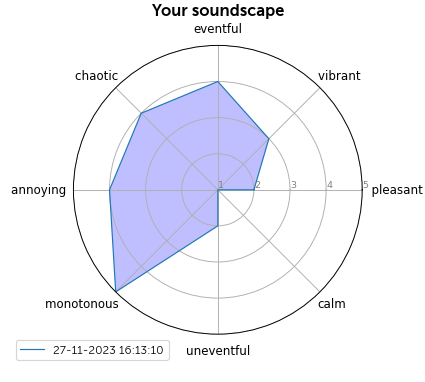 Your soundscape
eventful
chaotic
vibrant
annoying
1
2
3
4
5
pleasant
monotonous
calm
uneventful
27-11-2023 16:13:10